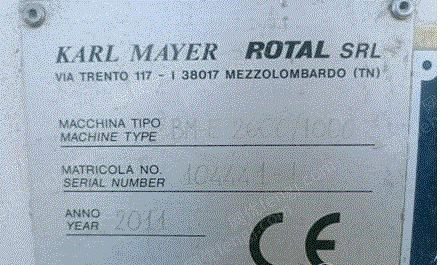 KARL MAYER ROTAL SRL
VIA TRENTO 117 - I 38017 MEZZOLOMBARDO (TN)
MACCHINA TIPO
MACHINE TYPE
MATRICOLA NO.
SERIAL NUMBER
ANNO
YEAR 2011
CE